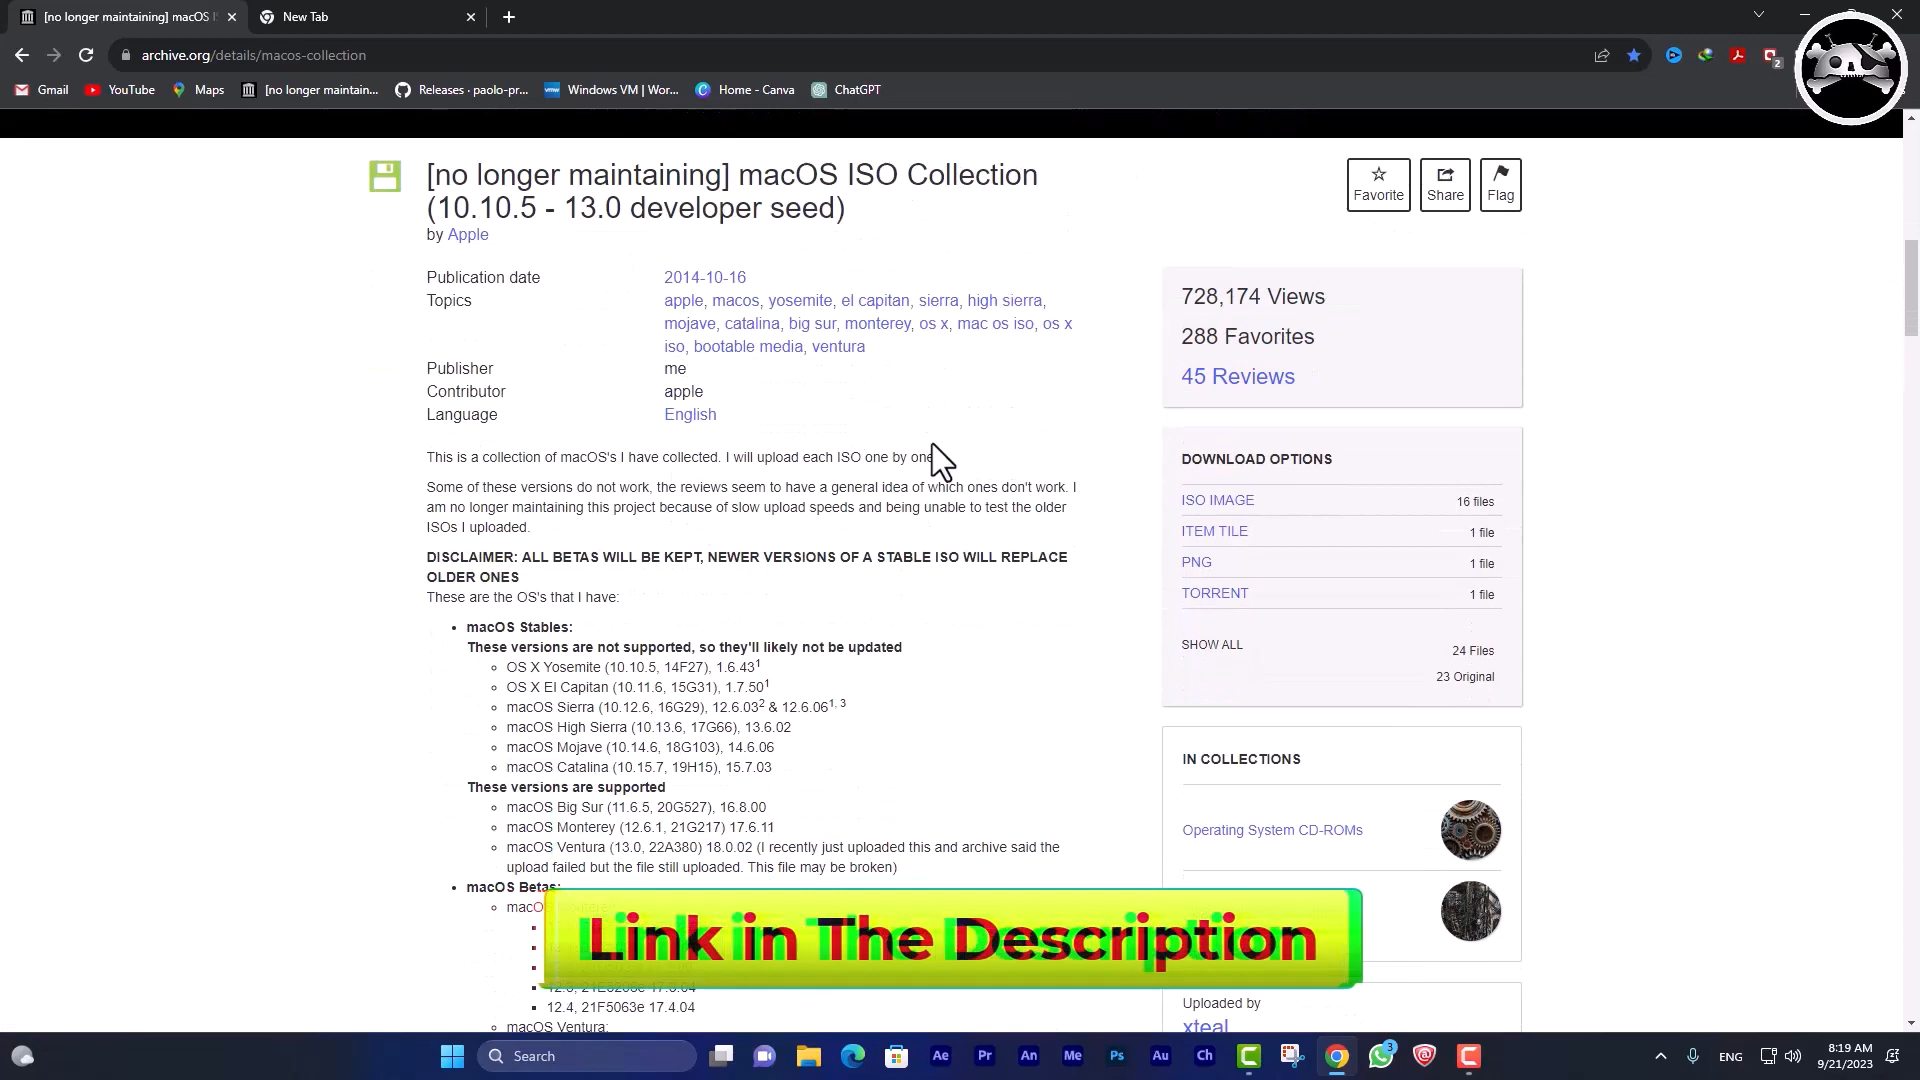 [no longer maintaining] macOS I
New Tab
archive.org/details/macos-collection
2
Gmail
YouTube
Maps
[no longer maintain...
Releases · paolo-pr...
vmw
Windows VM | Wor...
Home - Canva
ChatGPT
[no longer maintaining] macOS ISO Collection
(10.10.5 - 13.0 developer seed)
by Apple
Favorite
Share
Flag
Publication date 2014-10-16
Topics apple, macos, yosemite, el capitan, sierra, high sierra,
mojave, catalina, big sur, monterey, os x, mac os iso, os x
iso, bootable media, ventura
Publisher me
Contributor apple
Language English
This is a collection of macOS's I have collected. I will upload each ISO one by one
Some of these versions do not work, the reviews seem to have a general idea of which ones don't work. I
am no longer maintaining this project because of slow upload speeds and being unable to test the older
ISOs I uploaded.
DISCLAIMER: ALL BETAS WILL BE KEPT, NEWER VERSIONS OF A STABLE ISO WILL REPLACE
OLDER ONES
These are the OS's that I have:
macOS Stables:
These versions are not supported, so they'll likely not be updated
OS X Yosemite (10.10.5, 14F27), 1.6.43¹
OS X El Capitan (10.11.6, 15G31), 1.7.50¹
macOS Sierra (10.12.6, 16G29), 12.6.03² & 12.6.06¹, ³
macOS High Sierra (10.13.6, 17G66), 13.6.02
macOS Mojave (10.14.6, 18G103), 14.6.06
macOS Catalina (10.15.7, 19H15), 15.7.03
These versions are supported
macOS Big Sur (11.6.5, 20G527), 16.8.00
macOS Monterey (12.6.1, 21G217) 17.6.11
macOS Ventura (13.0, 22A380) 18.0.02 (I recently just uploaded this and archive said the
upload failed but the file still uploaded. This file may be broken)
macOS Betas:
12.4, 21F5063e 17.4.04
macOS Ventura:
728,174 Views
288 Favorites
45 Reviews
DOWNLOAD OPTIONS
ISO IMAGE 16 files
ITEM TILE 1 file
PNG 1 file
TORRENT 1 file
SHOW ALL 24 Files
23 Original
IN COLLECTIONS
Operating System CD-ROMs
Uploaded by
xteal
Link in The Description
Search
Ae
Pr
An
Me
Ps
Au
Ch
3
ENG
8:19 AM
9/21/2023